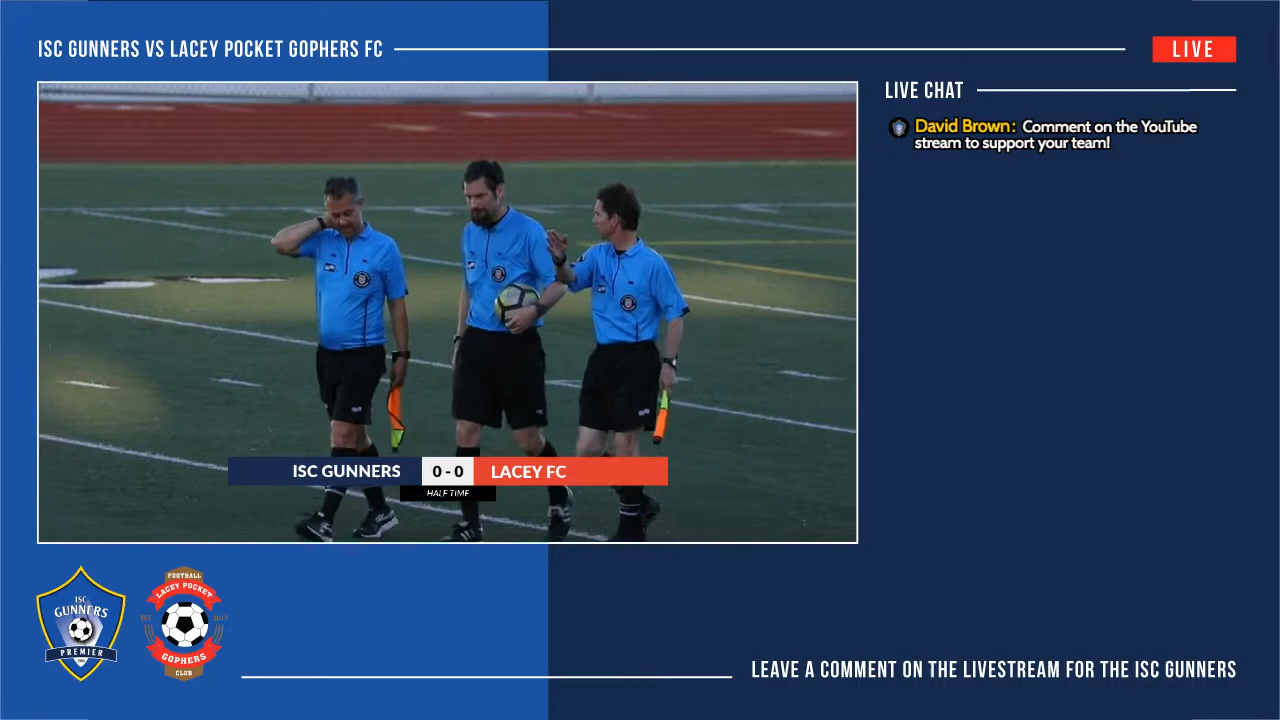 ISC GUNNERS VS LACEY POCKET GOPHERS FC
LIVE
LIVE CHAT
David Brown: Comment on the YouTube
stream to support your team!
ISC GUNNERS
0 - 0
LACEY FC
HALF TIME
ISC
GUNNERS
PREMIER
FOOTBALL
LACEY POCKET
GOPHERS
CLUB
LEAVE A COMMENT ON THE LIVESTREAM FOR THE ISC GUNNERS